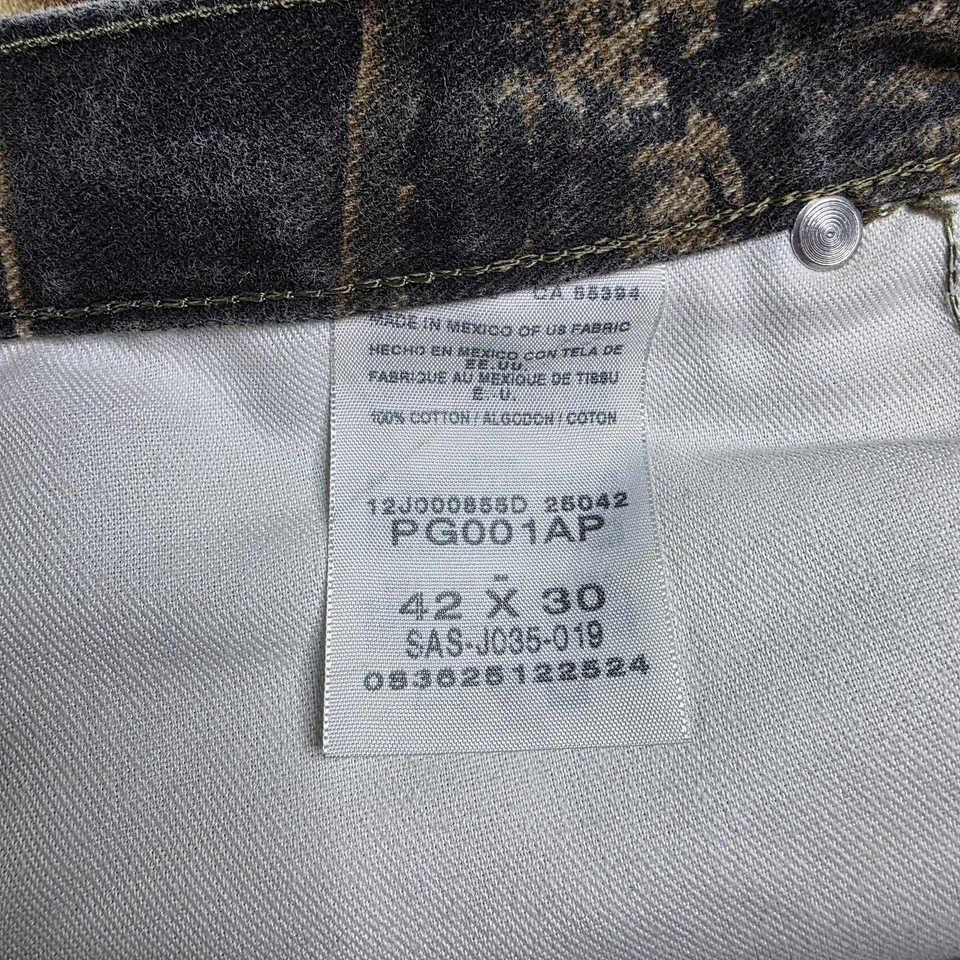 CA 55394
MADE IN MEXICO OF US FABRIC
HECHO EN MEXICO CON TELA DE
EE.UU.
FABRIQUE AU MEXIQUE DE TISSU
E.-U.
100% COTTON / ALGODON / COTON
12J000855D 25042
PG001AP
-
42 X 30
SAS-J035-019
083625122524